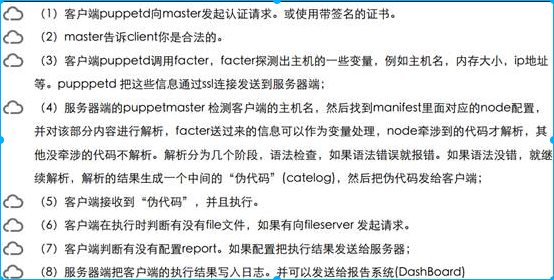 （1）客户端puppetd向master发起认证请求。或使用带签名的证书。
（2）master告诉client你是合法的。
（3）客户端puppetd调用facter，facter探测出主机的一些变量，例如主机名，内存大小，ip地址
等。pupppetd 把这些信息通过ssl连接发送到服务器端；
（4）服务器端的puppetmaster 检测客户端的主机名，然后找到manifest里面对应的node配置，
并对该部分内容进行解析，facter送过来的信息可以作为变量处理，node牵涉到的代码才解析，其
他没牵涉的代码不解析。解析分为几个阶段，语法检查，如果语法错误就报错。如果语法没错，就继
续解析，解析的结果生成一个中间的“伪代码”(catelog)，然后把伪代码发给客户端；
（5）客户端接收到“伪代码”，并且执行。
（6）客户端在执行时判断有没有file文件，如果有向fileserver 发起请求。
（7）客户端判断有没有配置report。如果配置把执行结果发送给服务器；
（8）服务器端把客户端的执行结果写入日志。并可以发送给报告系统(DashBoard)